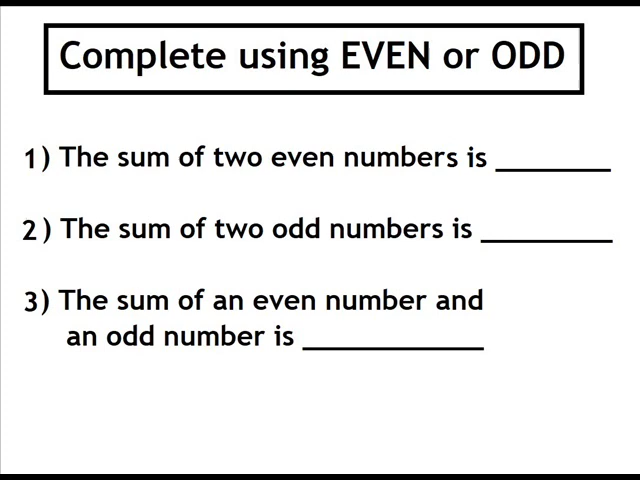 Complete using EVEN or ODD
1) The sum of two even numbers is ________
2) The sum of two odd numbers is _________
3) The sum of an even number and
an odd number is ____________